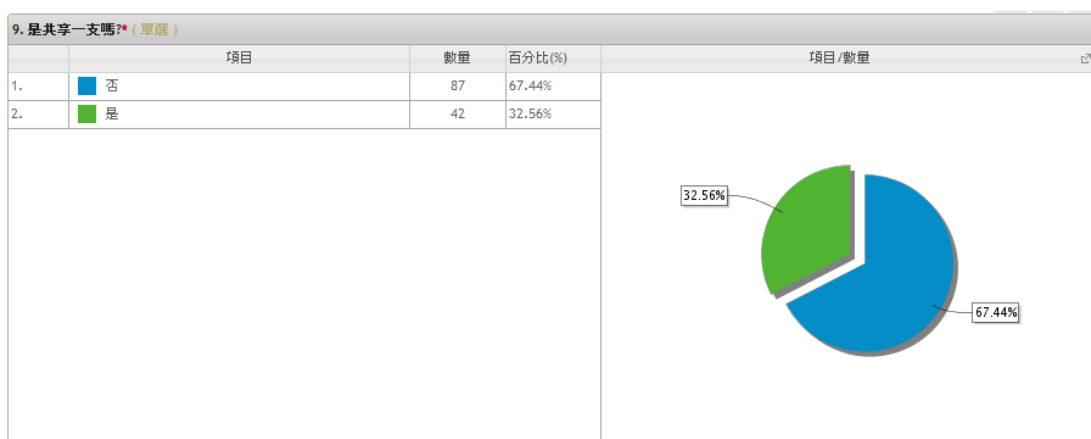 9. 是共享一支嗎?* ( 單選 )
項目 數量 百分比(%) 項目/數量
1. 否 87 67.44%
2. 是 42 32.56%
32.56%
67.44%